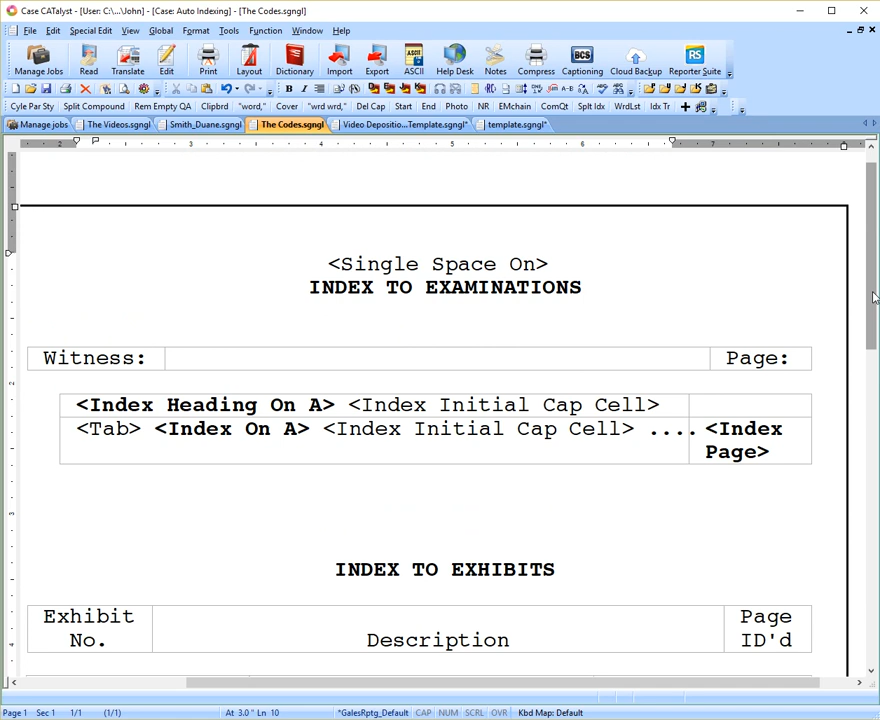 Case CATalyst - [User: C:\...\John] - [Case: Auto Indexing] - [The Codes.sgngl]
File Edit Special Edit View Global Format Tools Function Window Help
Manage Jobs Read Translate Edit Print Layout Dictionary Import Export ASCII Help Desk Notes Compress Captioning Cloud Backup Reporter Suite
Cyle Par Sty Split Compound Rem Empty QA Clipbrd "word," Cover "wrd wrd," Del Cap Start End Photo NR EMchain ComQt Splt Idx WrdLst Idx Tr
Manage jobs The Videos.sgngl Smith_Duane.sgngl The Codes.sgngl Video Depositio...Template.sgngl* template.sgngl*
2 3 4 5 6 7
<Single Space On>
INDEX TO EXAMINATIONS
Witness: Page:
<Index Heading On A> <Index Initial Cap Cell>
<Tab> <Index On A> <Index Initial Cap Cell> .... <Index
Page>
INDEX TO EXHIBITS
Exhibit Page
No. Description ID'd
Page 1 Sec 1 1/1 (1/1) At 3.0" Ln 10 *GalesRptg_Default CAP NUM SCRL OVR Kbd Map: Default